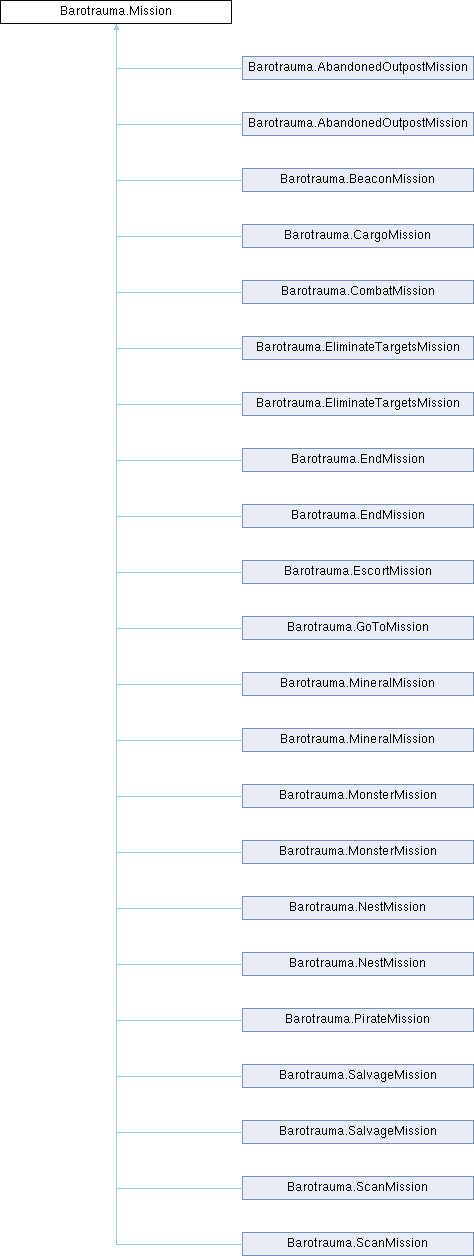 Barotrauma.Mission
Barotrauma.AbandonedOutpostMission
Barotrauma.AbandonedOutpostMission
Barotrauma.BeaconMission
Barotrauma.CargoMission
Barotrauma.CombatMission
Barotrauma.EliminateTargetsMission
Barotrauma.EliminateTargetsMission
Barotrauma.EndMission
Barotrauma.EndMission
Barotrauma.EscortMission
Barotrauma.GoToMission
Barotrauma.MineralMission
Barotrauma.MineralMission
Barotrauma.MonsterMission
Barotrauma.MonsterMission
Barotrauma.NestMission
Barotrauma.NestMission
Barotrauma.PirateMission
Barotrauma.SalvageMission
Barotrauma.SalvageMission
Barotrauma.ScanMission
Barotrauma.ScanMission